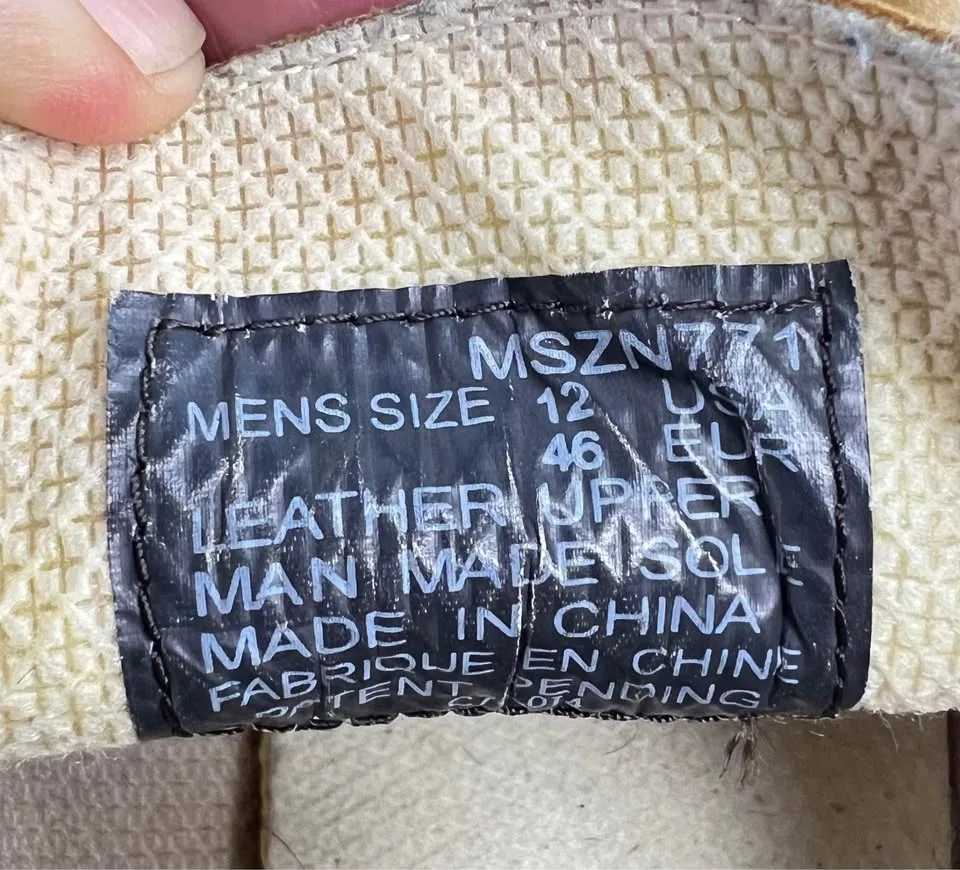 MSZN771
MENS SIZE 12 USA
46 EUR
LEATHER UPPER
MAN MADE SOLE
MADE IN CHINA
FABRIQUE EN CHINE
PATENT PENDING